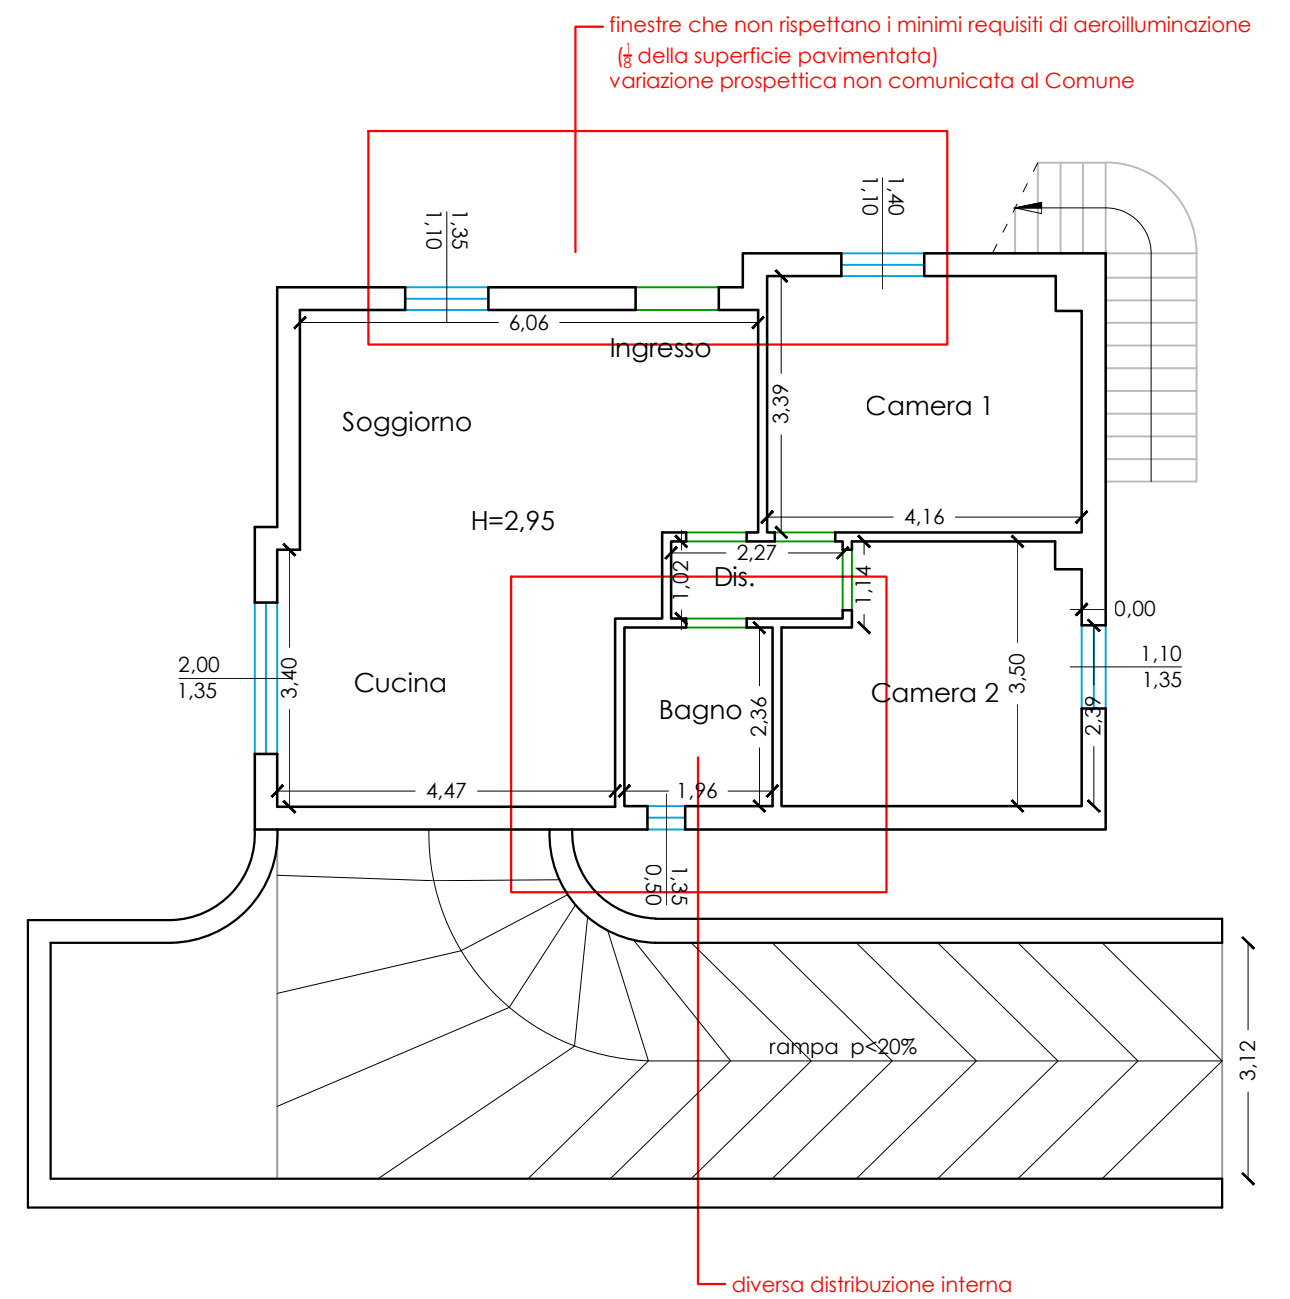 finestre che non rispettano i minimi requisiti di aeroilluminazione
(1/8 della superficie pavimentata)
variazione prospettica non comunicata al Comune
1,35
1,10
1,40
1,10
6,06
Ingresso
3,39
Camera 1
Soggiorno
H=2,95
4,16
2,27
1,02
Dis.
1,14
0,00
2,00
1,35
3,40
Cucina
Bagno
2,36
Camera 2
3,50
1,10
1,35
2,39
4,47
1,96
1,35
0,50
rampa p<20%
3,12
diversa distribuzione interna